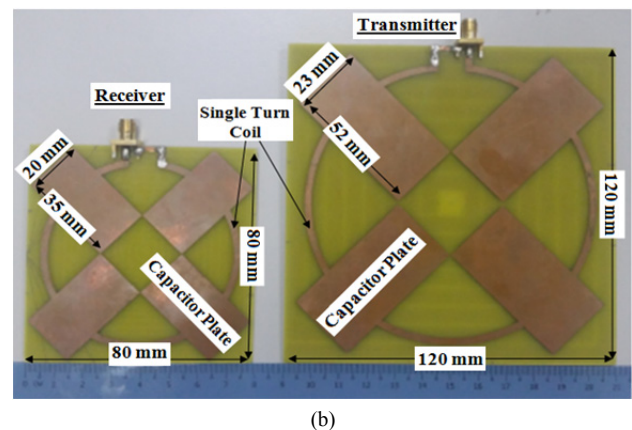 Transmitter
Receiver
Single Turn
Coil
23 mm
52 mm
20 mm
35 mm
120 mm
80 mm
Capacitor Plate
Capacitor Plate
80 mm
120 mm
(b)